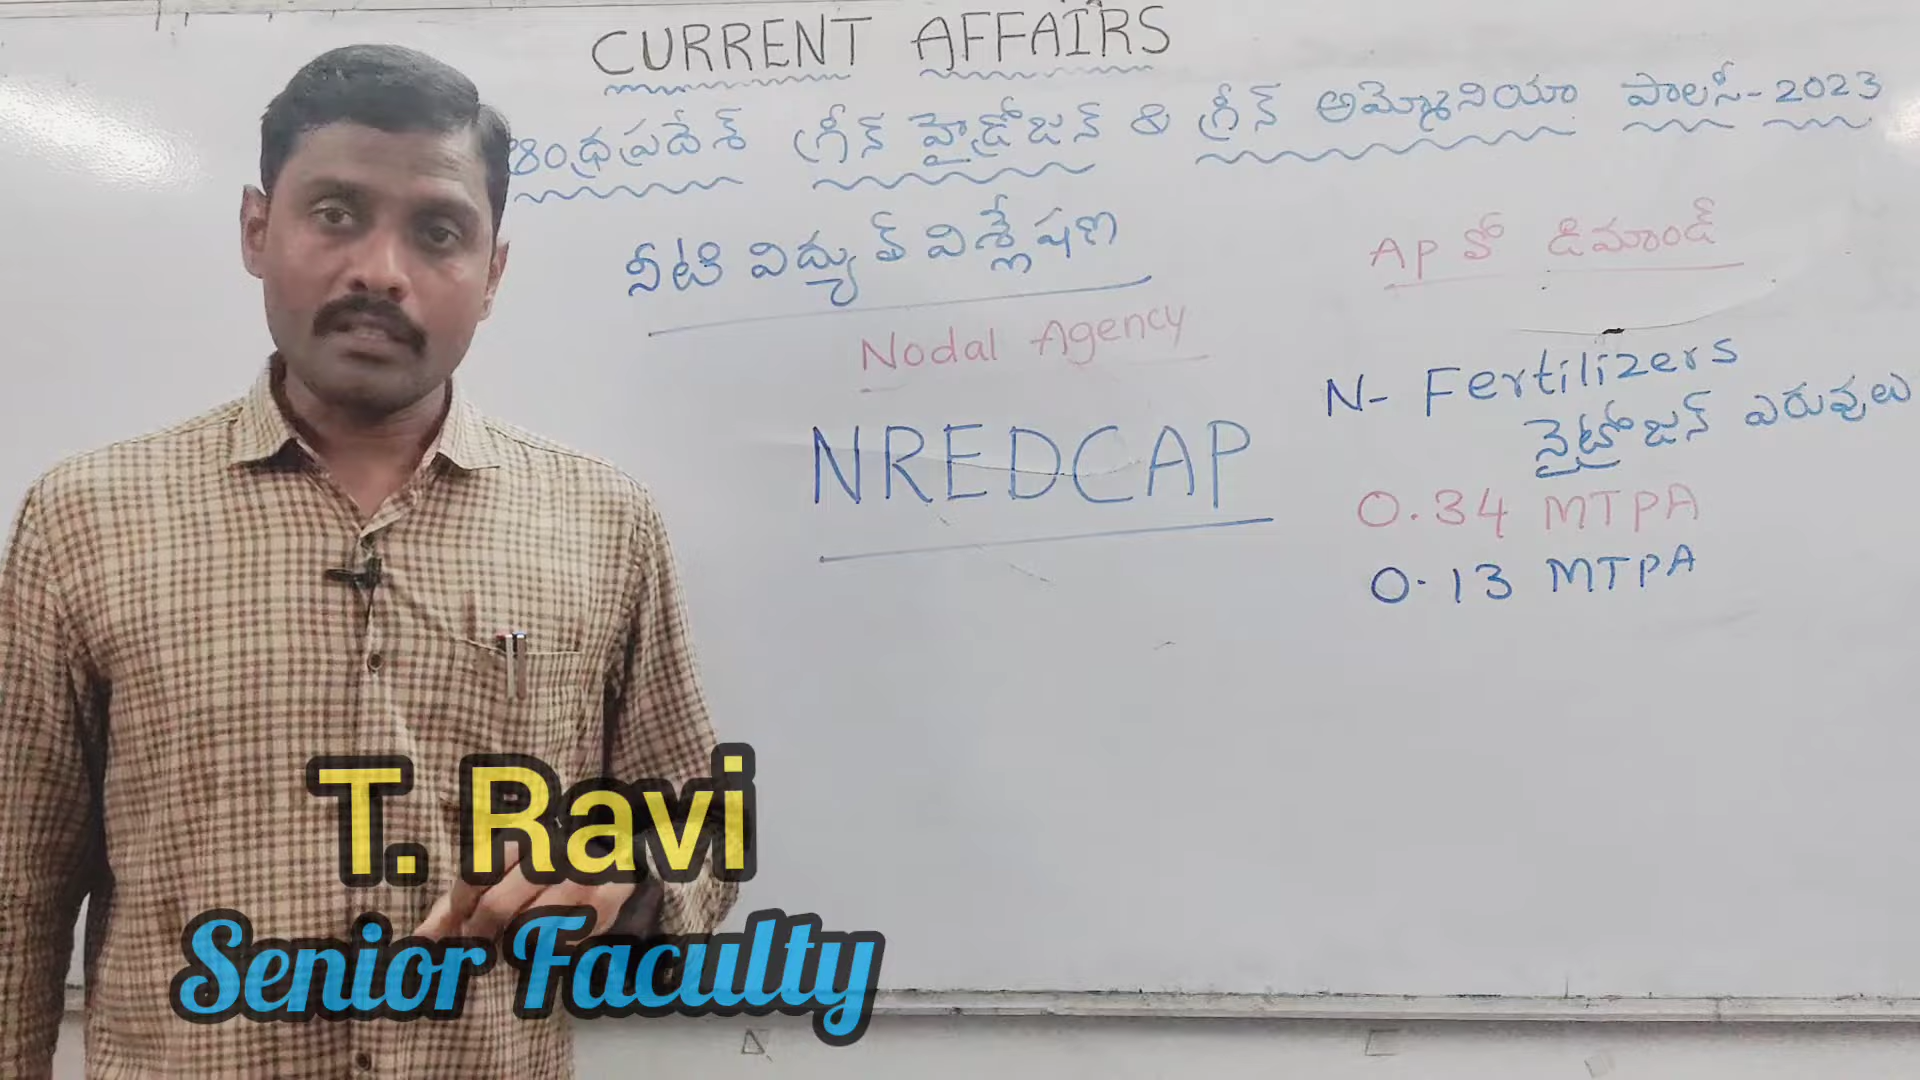 CURRENT AFFAIRS
ఆంధ్రప్రదేశ్ గ్రీన్ హైడ్రోజన్ & గ్రీన్ అమ్మోనియా పాలసీ-2023
నీటి విద్యుత్ విశ్లేషణ
Nodal Agency
NREDCAP
AP లో డిమాండ్
N- Fertilizers
నైట్రోజన్ ఎరువులు
0.34 MTPA
0.13 MTPA
T. Ravi
Senior Faculty